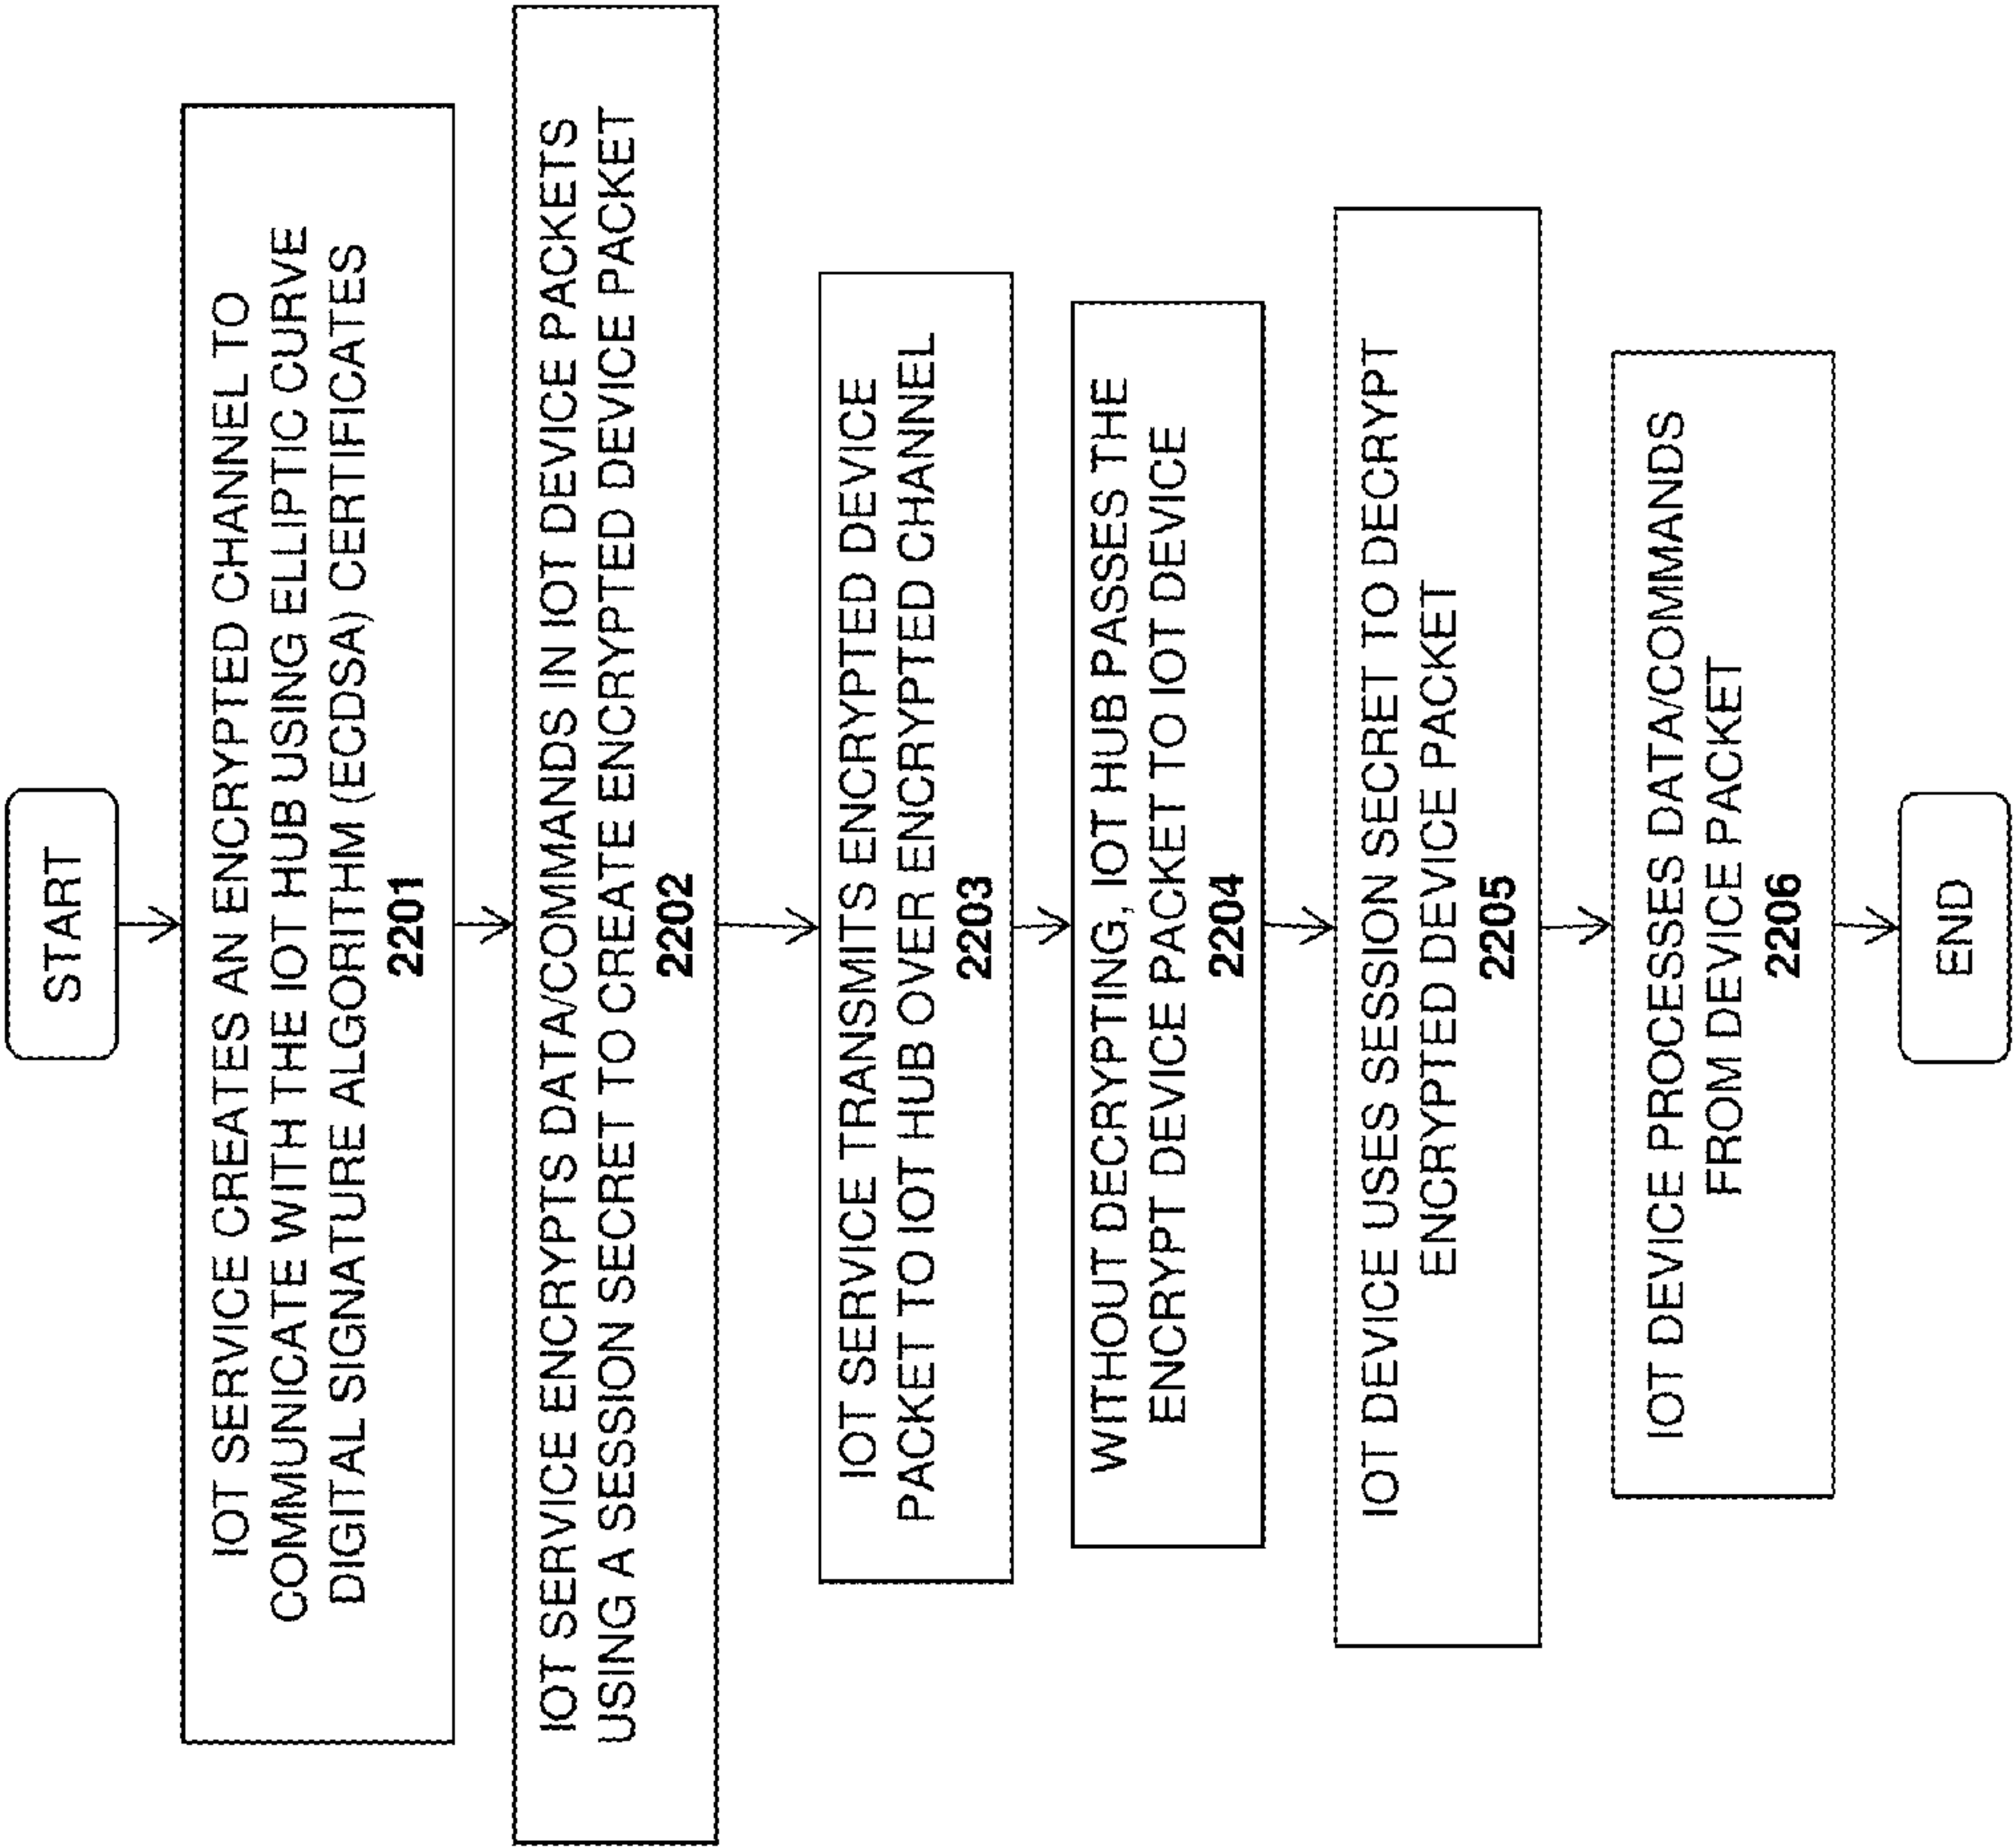 START
IOT SERVICE CREATES AN ENCRYPTED CHANNEL TO
COMMUNICATE WITH THE IOT HUB USING ELLIPTIC CURVE
DIGITAL SIGNATURE ALGORITHM (ECDSA) CERTIFICATES
2201
IOT SERVICE ENCRYPTS DATA/COMMANDS IN IOT DEVICE PACKETS
USING A SESSION SECRET TO CREATE ENCRYPTED DEVICE PACKET
2202
IOT SERVICE TRANSMITS ENCRYPTED DEVICE
PACKET TO IOT HUB OVER ENCRYPTED CHANNEL
2203
WITHOUT DECRYPTING, IOT HUB PASSES THE
ENCRYPT DEVICE PACKET TO IOT DEVICE
2204
IOT DEVICE USES SESSION SECRET TO DECRYPT
ENCRYPTED DEVICE PACKET
2205
IOT DEVICE PROCESSES DATA/COMMANDS
FROM DEVICE PACKET
2206
END